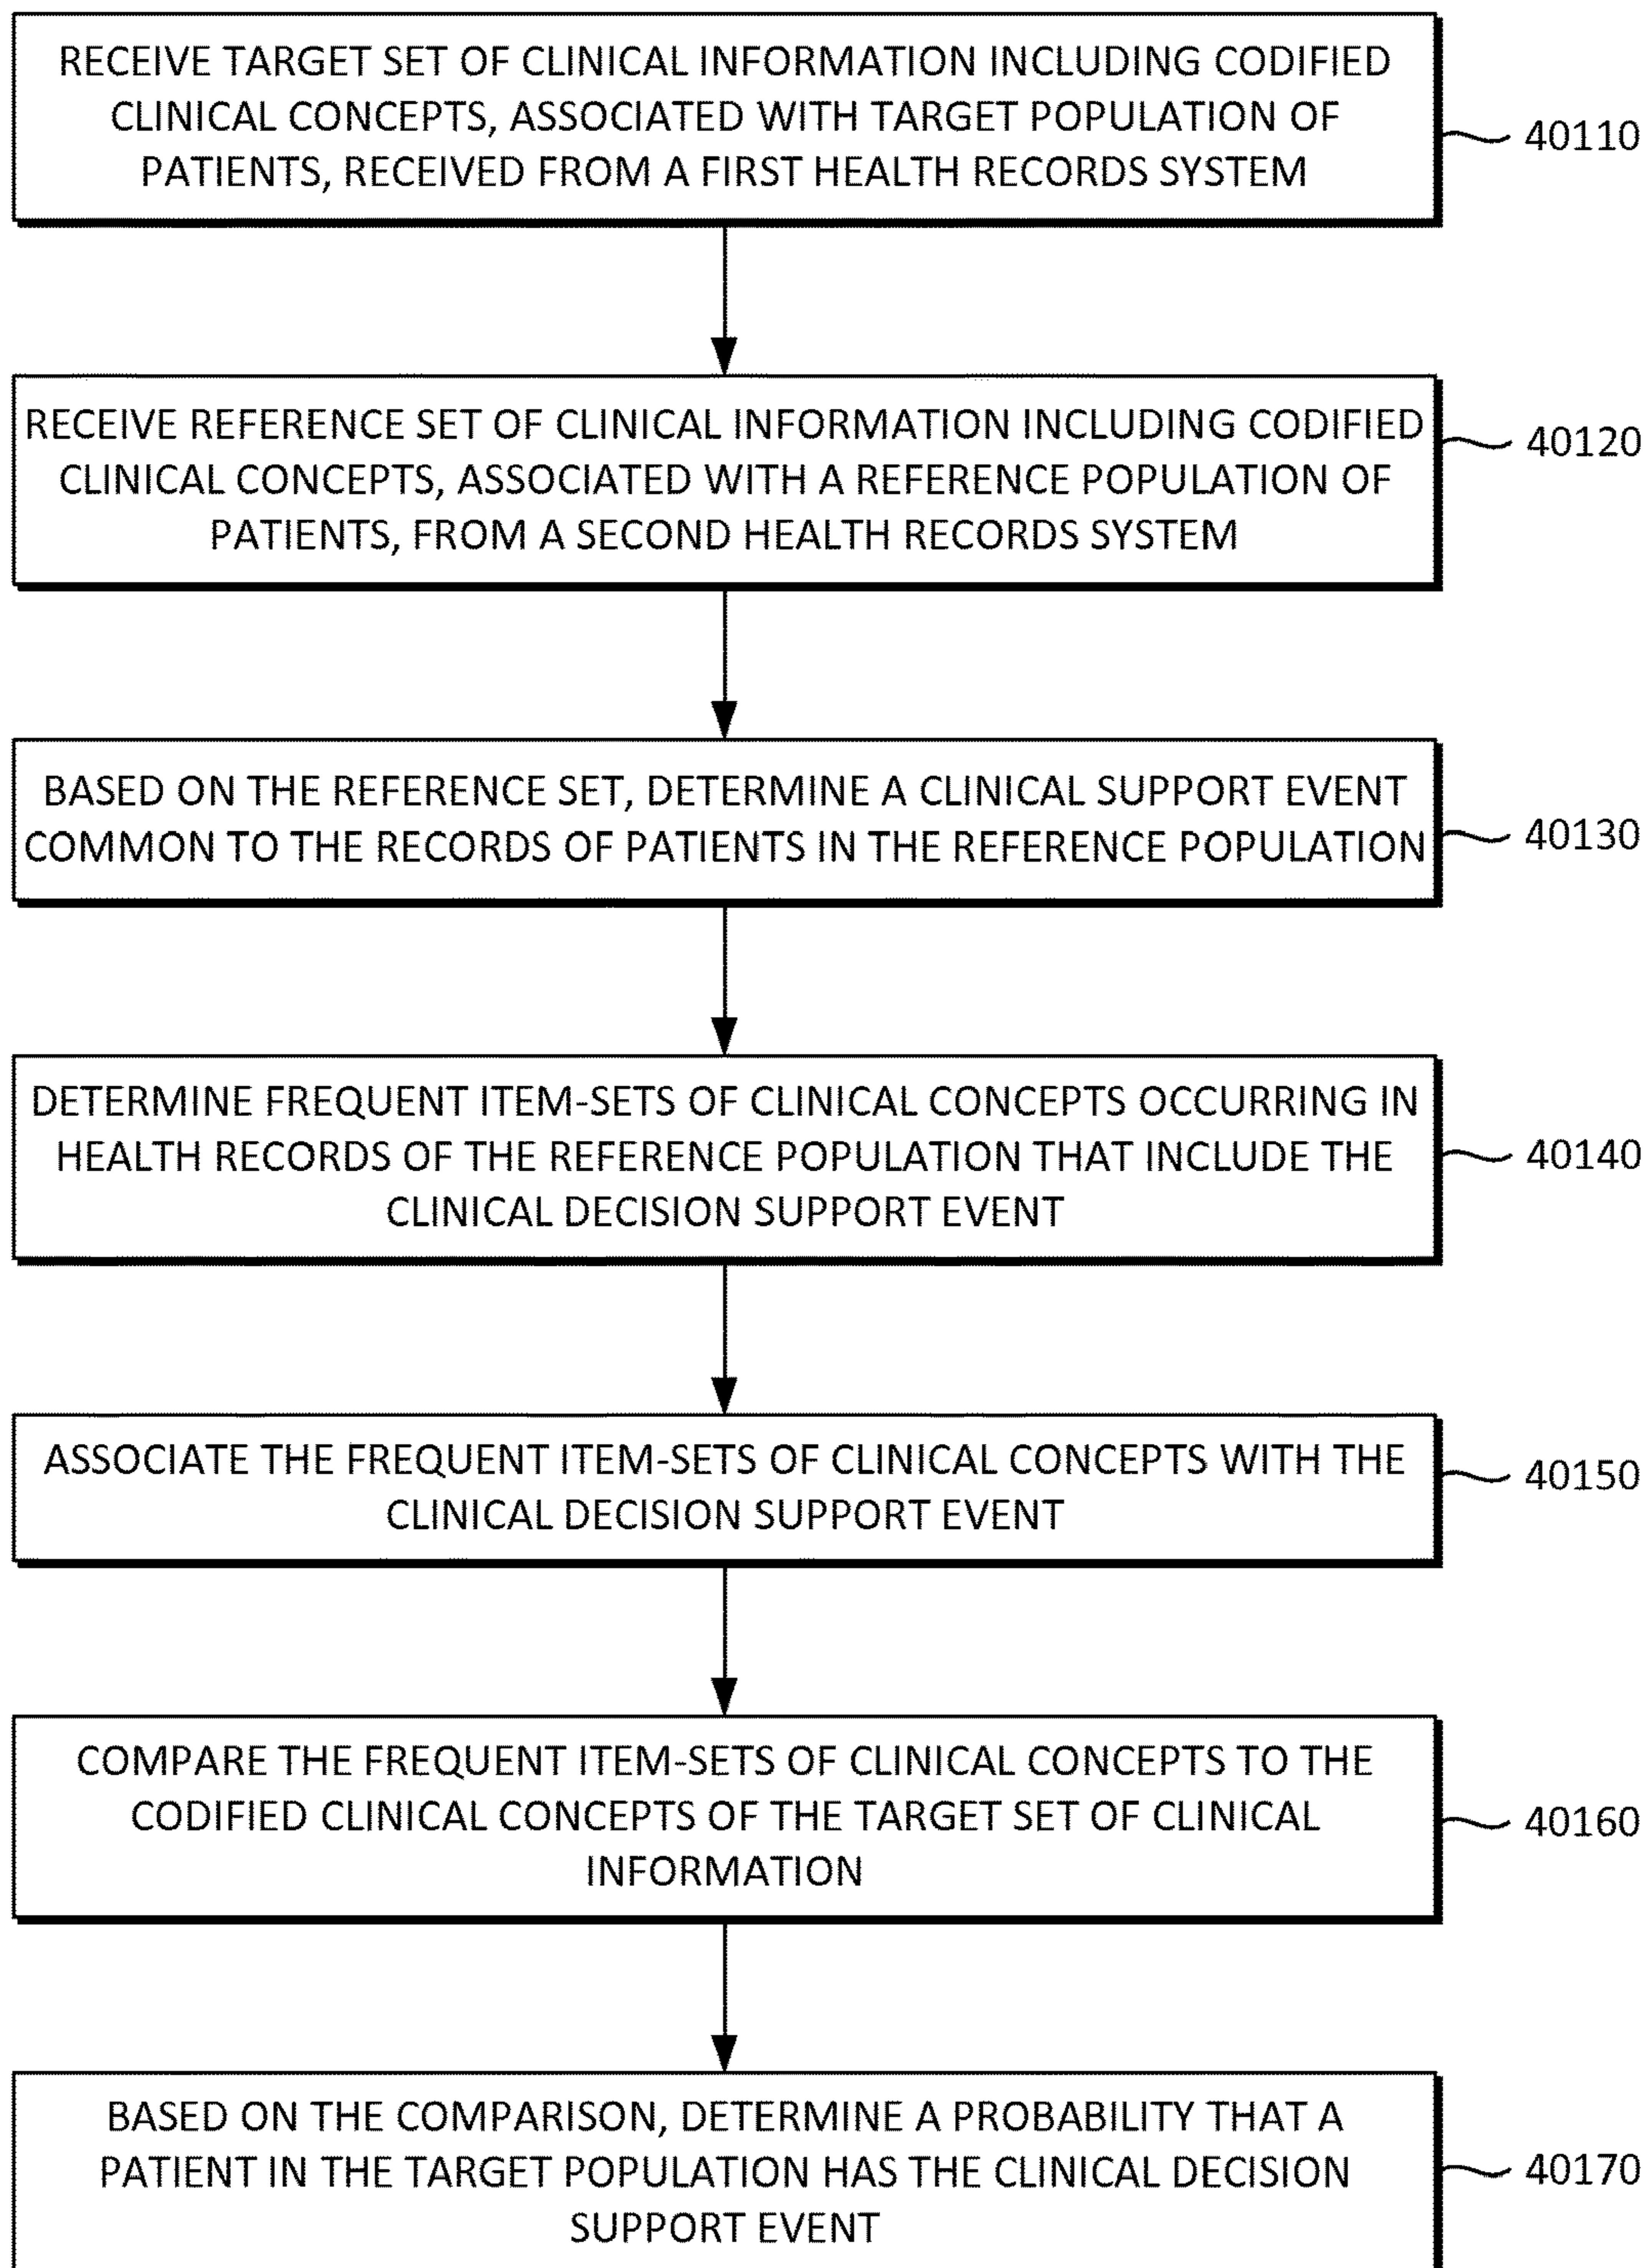 RECEIVE TARGET SET OF CLINICAL INFORMATION INCLUDING CODIFIED
CLINICAL CONCEPTS, ASSOCIATED WITH TARGET POPULATION OF
PATIENTS, RECEIVED FROM A FIRST HEALTH RECORDS SYSTEM
40110
RECEIVE REFERENCE SET OF CLINICAL INFORMATION INCLUDING CODIFIED
CLINICAL CONCEPTS, ASSOCIATED WITH A REFERENCE POPULATION OF
PATIENTS, FROM A SECOND HEALTH RECORDS SYSTEM
40120
BASED ON THE REFERENCE SET, DETERMINE A CLINICAL SUPPORT EVENT
COMMON TO THE RECORDS OF PATIENTS IN THE REFERENCE POPULATION
40130
DETERMINE FREQUENT ITEM-SETS OF CLINICAL CONCEPTS OCCURRING IN
HEALTH RECORDS OF THE REFERENCE POPULATION THAT INCLUDE THE
CLINICAL DECISION SUPPORT EVENT
40140
ASSOCIATE THE FREQUENT ITEM-SETS OF CLINICAL CONCEPTS WITH THE
CLINICAL DECISION SUPPORT EVENT
40150
COMPARE THE FREQUENT ITEM-SETS OF CLINICAL CONCEPTS TO THE
CODIFIED CLINICAL CONCEPTS OF THE TARGET SET OF CLINICAL
INFORMATION
40160
BASED ON THE COMPARISON, DETERMINE A PROBABILITY THAT A
PATIENT IN THE TARGET POPULATION HAS THE CLINICAL DECISION
SUPPORT EVENT
40170